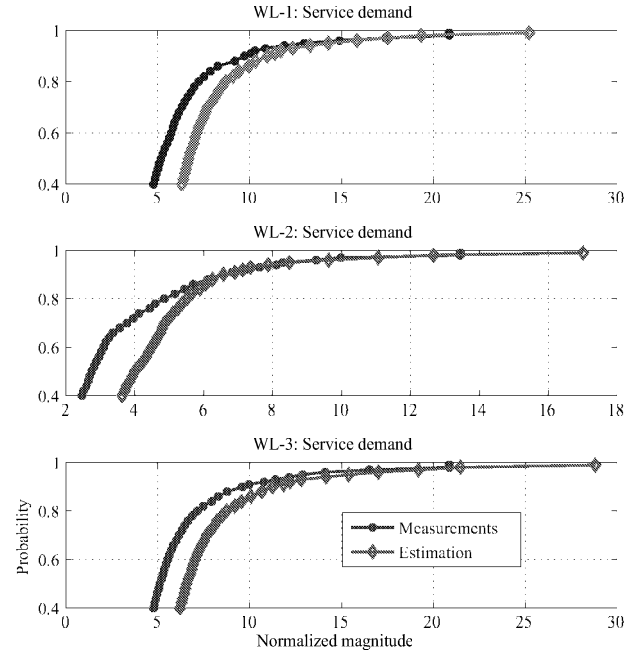 WL-1: Service demand
1
0.8
0.6
0.4
0 5 10 15 20 25 30
WL-2: Service demand
1
0.8
0.6
0.4
2 4 6 8 10 12 14 16 18
WL-3: Service demand
1
0.8
0.6
0.4
Probability
Measurements
Estimation
0 5 10 15 20 25 30
Normalized magnitude